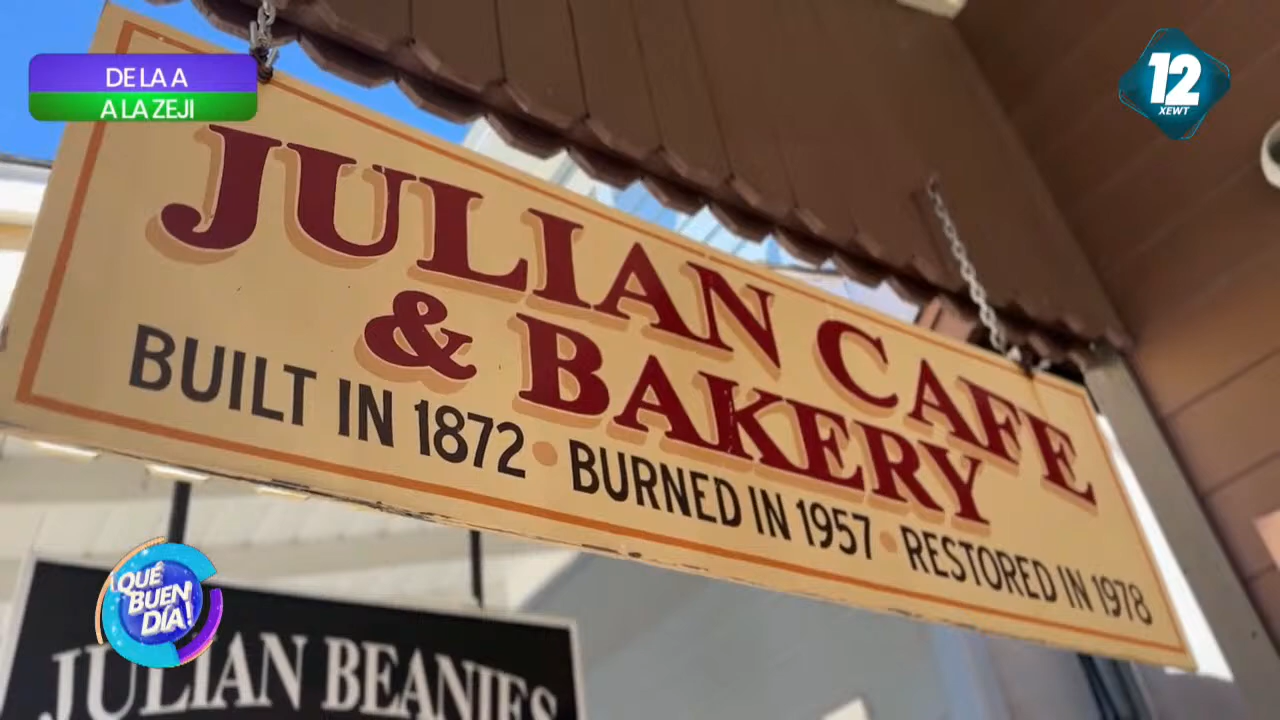 DE LA A
A LA ZEJI
12
XEWT
JULIAN CAFE
& BAKERY
BUILT IN 1872 • BURNED IN 1957 • RESTORED IN 1978
¡QUÉ
BUEN
DÍA!
JULIAN BEANIES